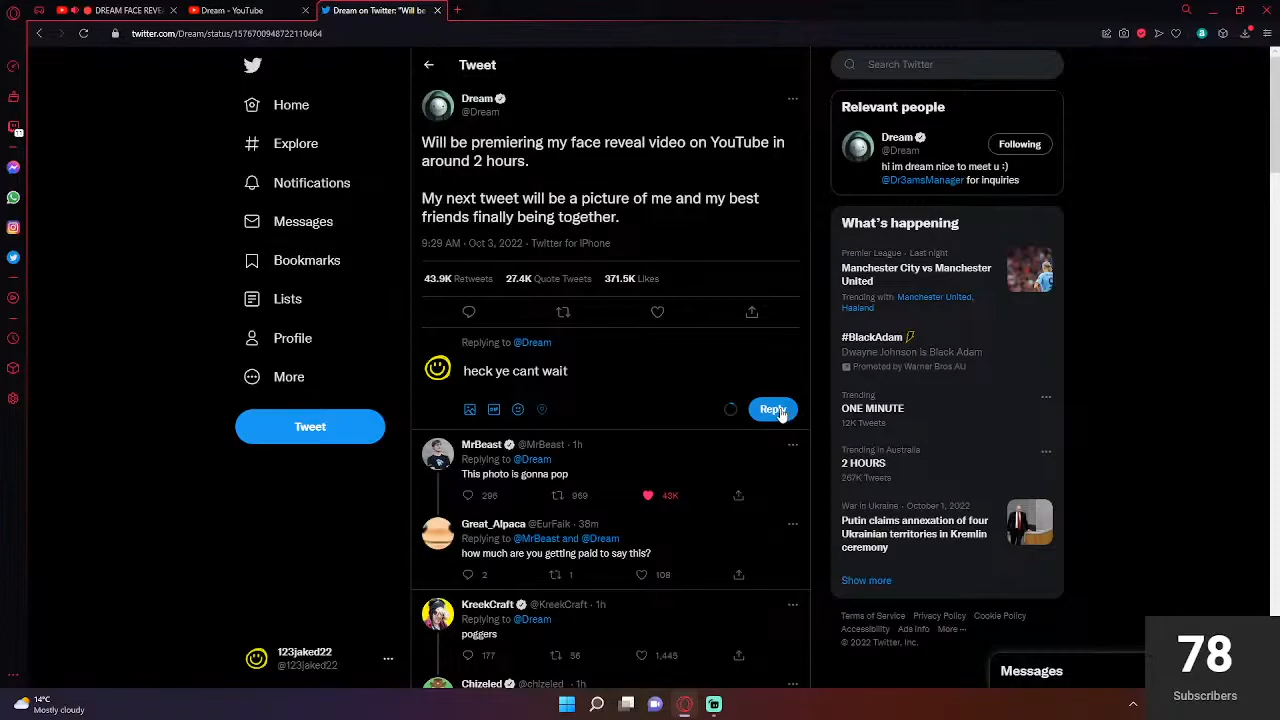 DREAM FACE REVE
Dream - YouTube
Dream on Twitter: "Will be
twitter.com/Dream/status/1576700948722110464
Home
Explore
Notifications
Messages
Bookmarks
Lists
Profile
More
Tweet
123jaked22
@123jaked22
Tweet
Dream
@Dream
Will be premiering my face reveal video on YouTube in
around 2 hours.
My next tweet will be a picture of me and my best
friends finally being together.
9:29 AM · Oct 3, 2022 · Twitter for iPhone
43.9K Retweets 27.4K Quote Tweets 371.5K Likes
Replying to @Dream
heck ye cant wait
GIF
Reply
MrBeast @MrBeast · 1h
Replying to @Dream
This photo is gonna pop
296 969 43K
Great_Alpaca @EurFaik · 38m
Replying to @MrBeast and @Dream
how much are you getting paid to say this?
2 1 108
KreekCraft @KreekCraft · 1h
Replying to @Dream
poggers
177 56 1,445
Chizeled @chizeled · 1h
Search Twitter
Relevant people
Dream
@Dream
Following
hi im dream nice to meet u :)
@Dr3amsManager for inquiries
What's happening
Premier League · Last night
Manchester City vs Manchester
United
Trending with Manchester United,
Haaland
#BlackAdam
Dwayne Johnson Is Black Adam
Promoted by Warner Bros AU
Trending
ONE MINUTE
12K Tweets
Trending in Australia
2 HOURS
267K Tweets
War in Ukraine · October 1, 2022
Putin claims annexation of four
Ukrainian territories in Kremlin
ceremony
Show more
Terms of Service Privacy Policy Cookie Policy
Accessibility Ads info More ···
© 2022 Twitter, Inc.
Messages
78
Subscribers
14°C
Mostly cloudy